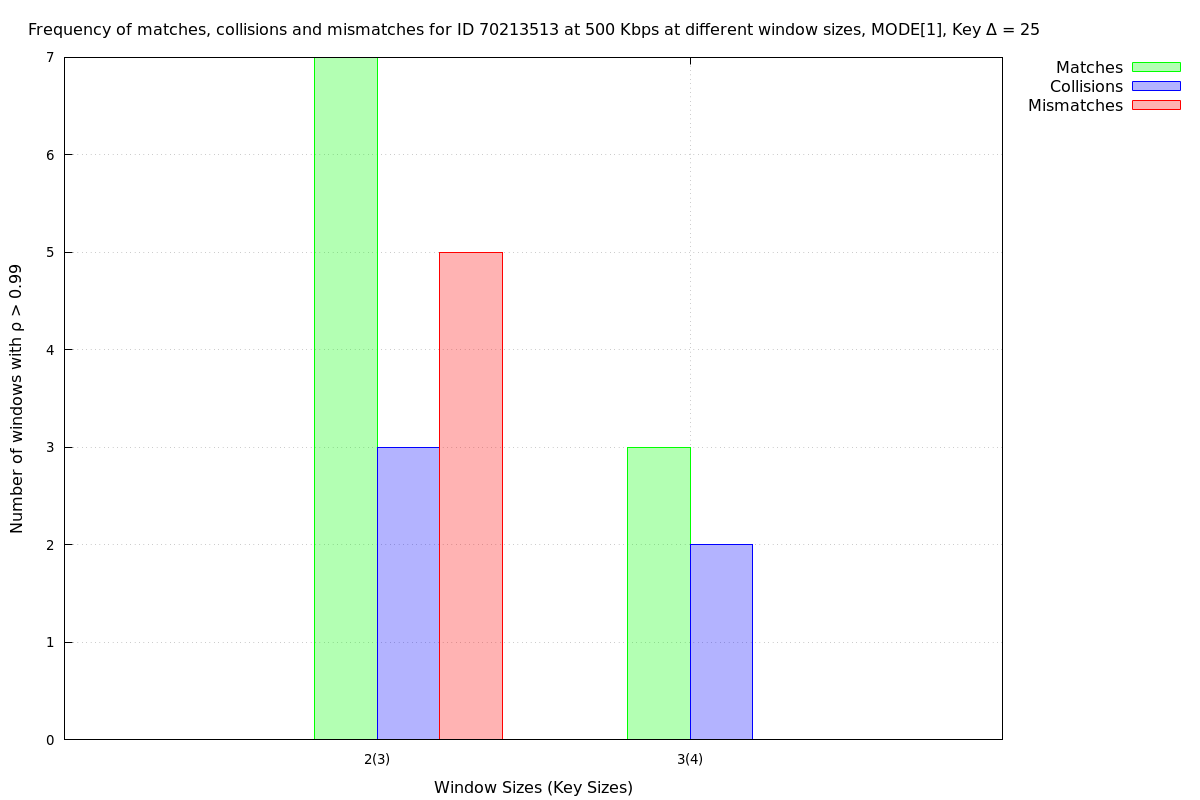 Frequency of matches, collisions and mismatches for ID 70213513 at 500 Kbps at different window sizes, MODE[1], Key Δ = 25
Matches
Collisions
Mismatches
7
6
5
4
3
2
1
0
Number of windows with ρ > 0.99
2(3)
3(4)
Window Sizes (Key Sizes)